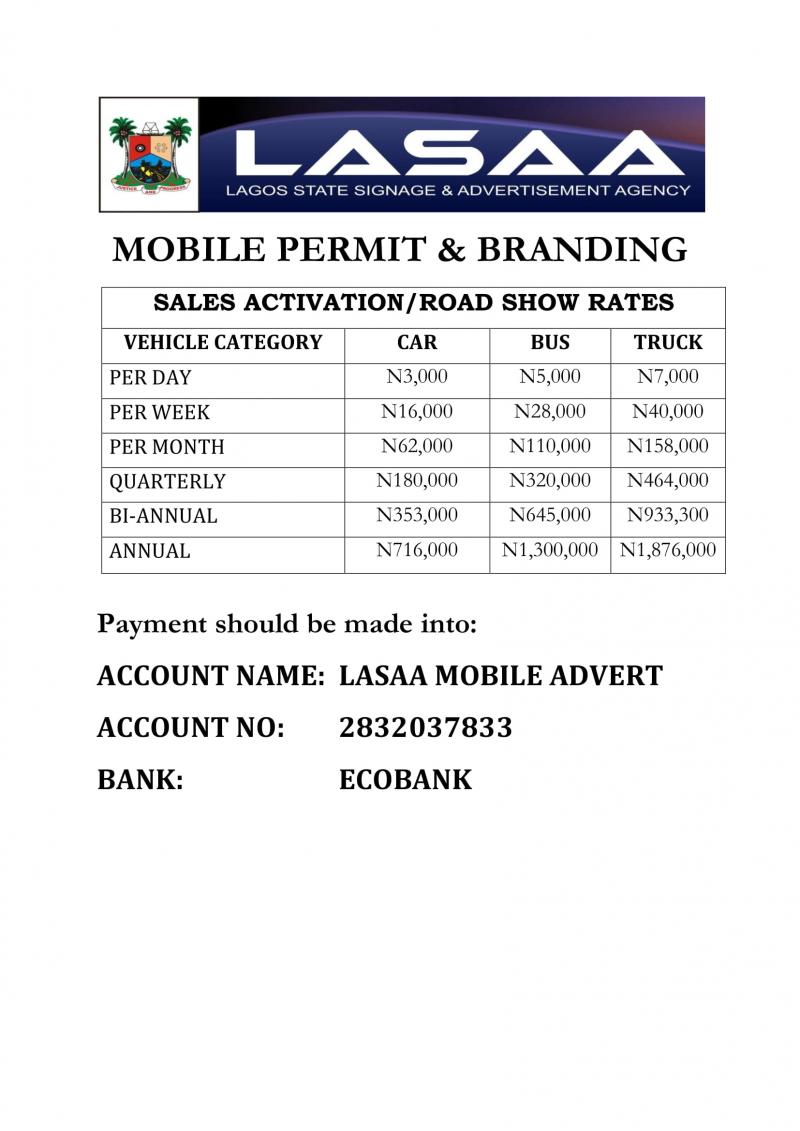 LASAA
LAGOS STATE SIGNAGE & ADVERTISEMENT AGENCY
JUSTICE AND PROGRESS
MOBILE PERMIT & BRANDING
SALES ACTIVATION/ROAD SHOW RATES
VEHICLE CATEGORY CAR BUS TRUCK
PER DAY N3,000 N5,000 N7,000
PER WEEK N16,000 N28,000 N40,000
PER MONTH N62,000 N110,000 N158,000
QUARTERLY N180,000 N320,000 N464,000
BI-ANNUAL N353,000 N645,000 N933,300
ANNUAL N716,000 N1,300,000 N1,876,000
Payment should be made into:
ACCOUNT NAME: LASAA MOBILE ADVERT
ACCOUNT NO: 2832037833
BANK: ECOBANK